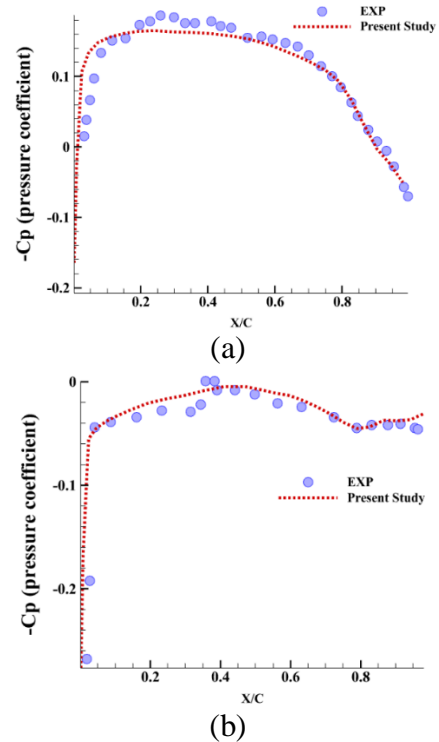 EXP
Present Study
0.1
0
-0.1
-0.2
-Cp (pressure coefficient)
0.2 0.4 0.6 0.8
X/C
(a)
0
-0.1
-0.2
-Cp (pressure coefficient)
EXP
Present Study
0.2 0.4 0.6 0.8
X/C
(b)